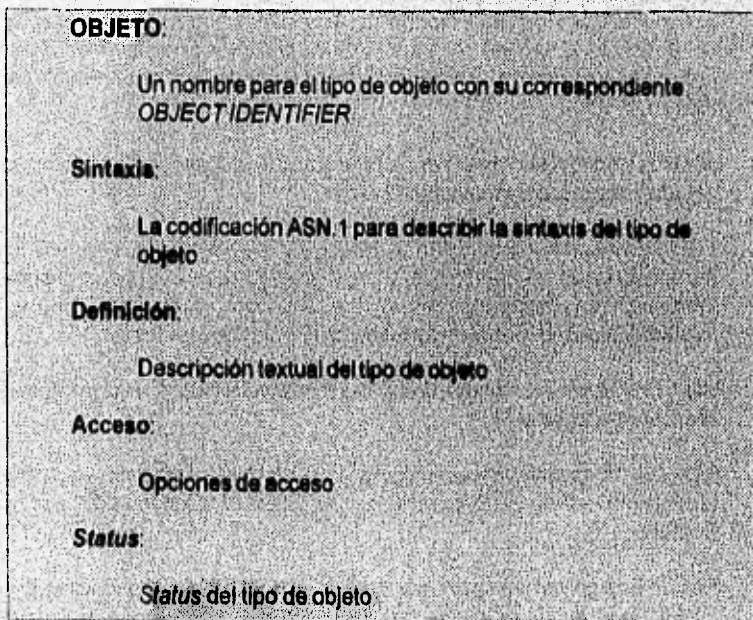 OBJETO:
Un nombre para el tipo de objeto con su correspondiente
OBJECT IDENTIFIER
Sintaxis:
La codificación ASN.1 para describir la sintaxis del tipo de
objeto
Definición:
Descripción textual del tipo de objeto
Acceso:
Opciones de acceso
Status:
Status del tipo de objeto